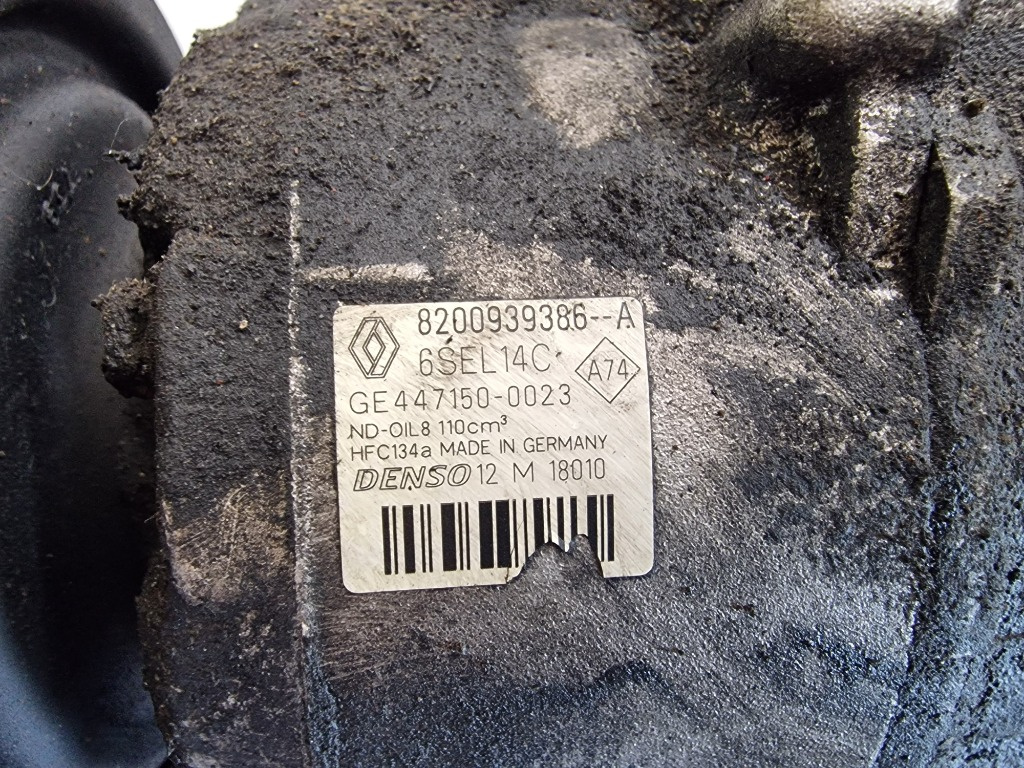 8200939386--A
6SEL14C
A74
GE447150-0023
ND-OIL8 110cm³
HFC134a MADE IN GERMANY
DENSO 12 M 18010